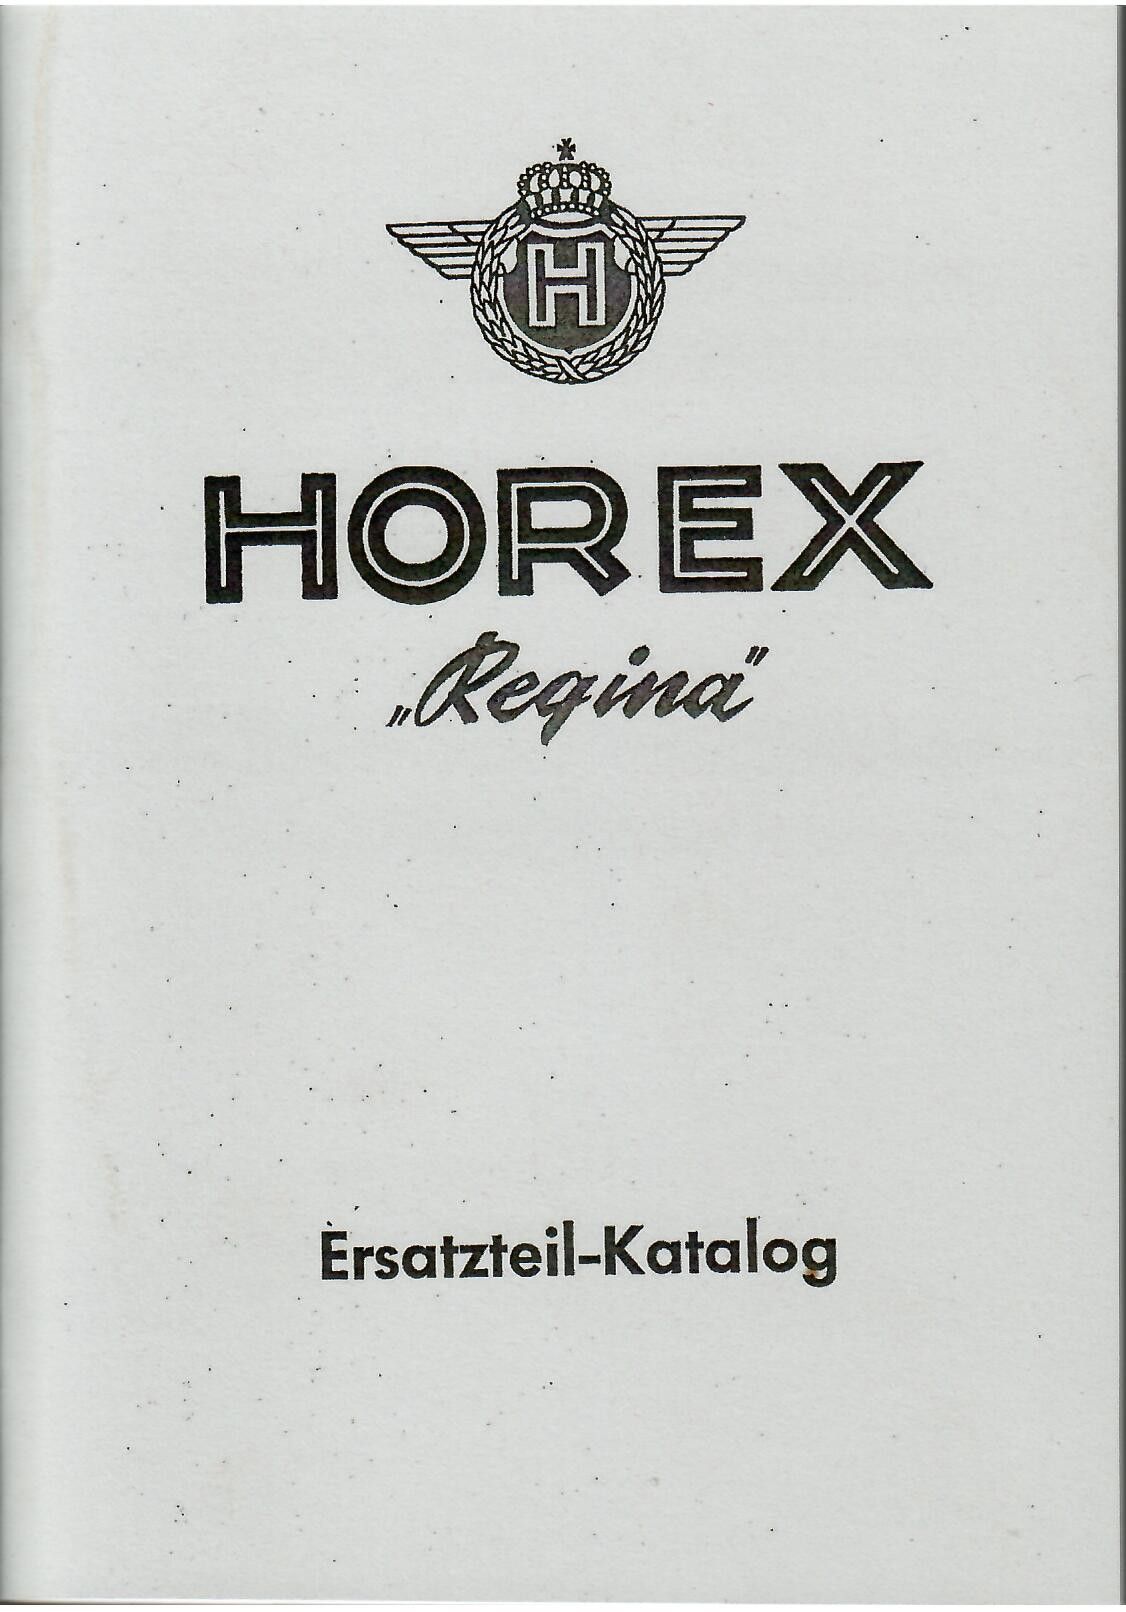 H
HOREX
„Regina"
Ersatzteil-Katalog